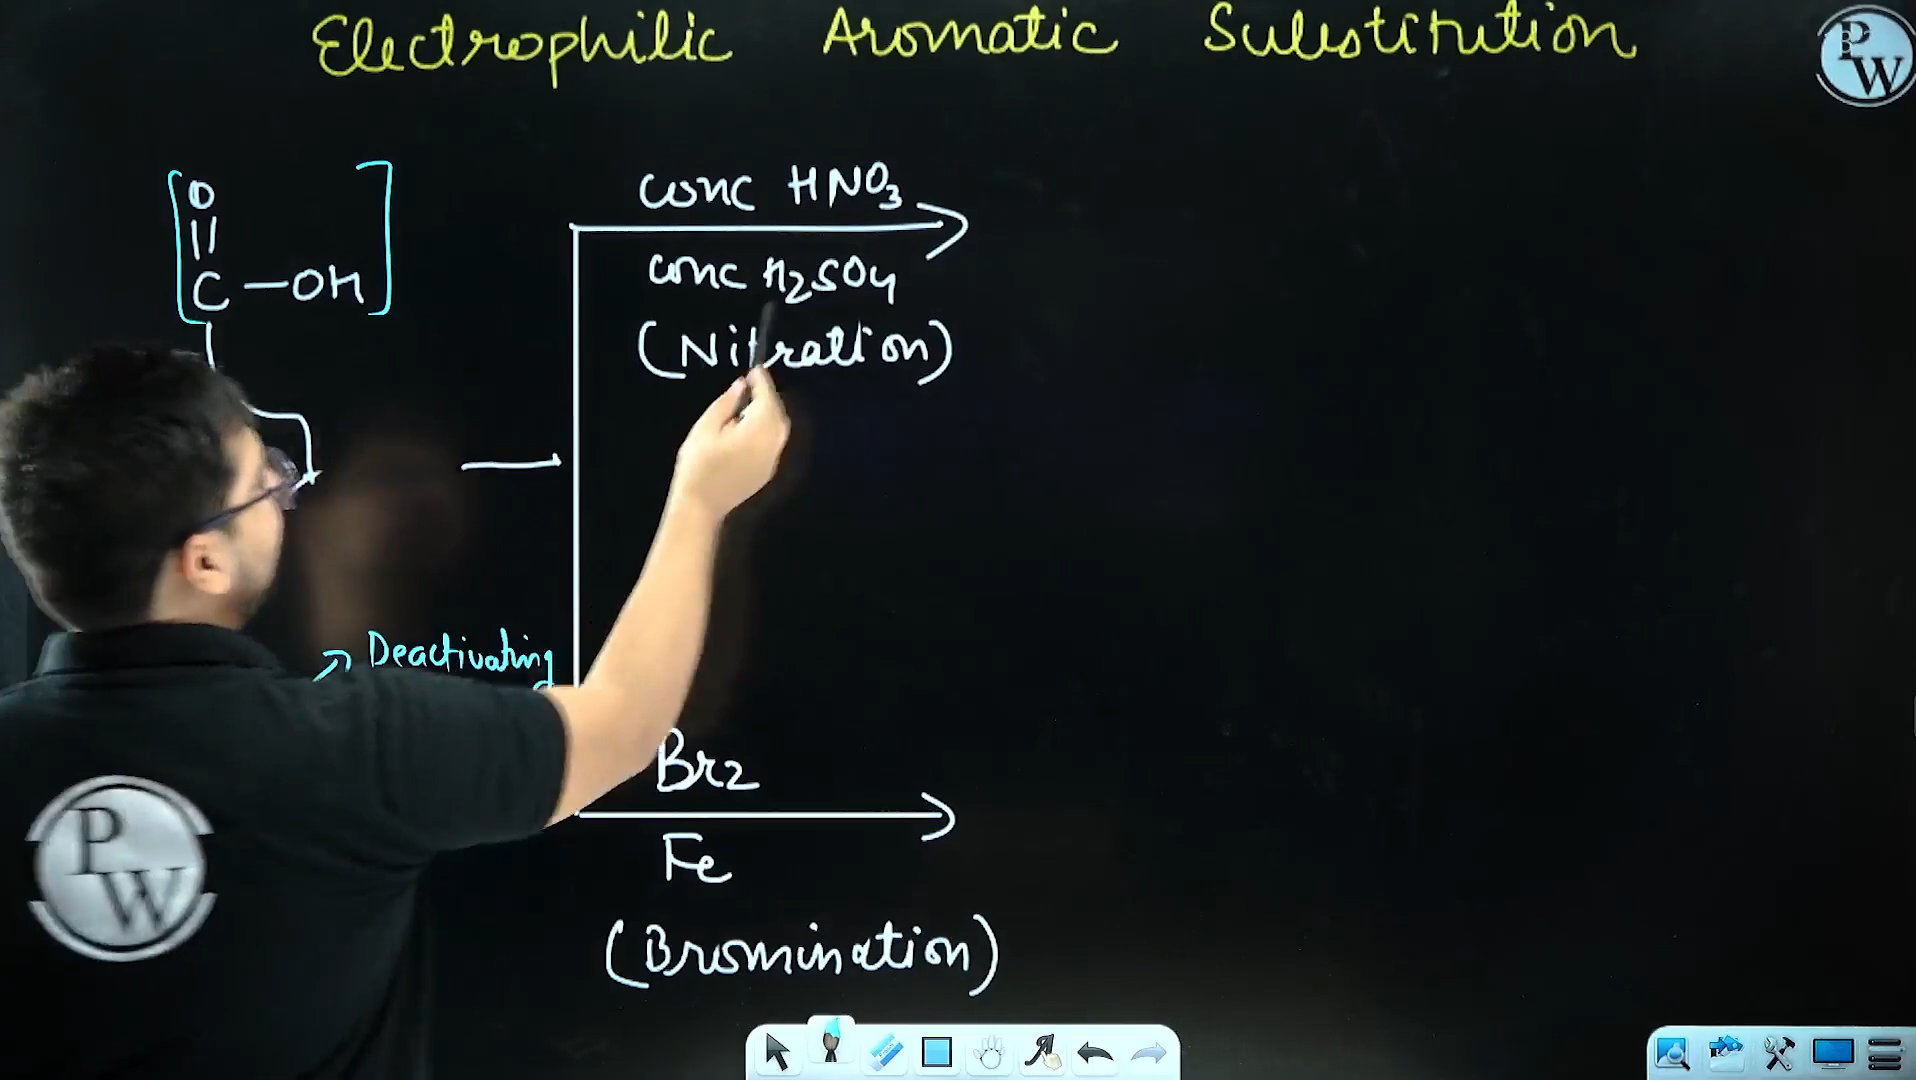 Electrophilic Aromatic Substitution
PW
O
C-OH
conc HNO3
conc H2SO4
(Nitration)
Deactivating
Br2
Fe
(Bromination)
PW